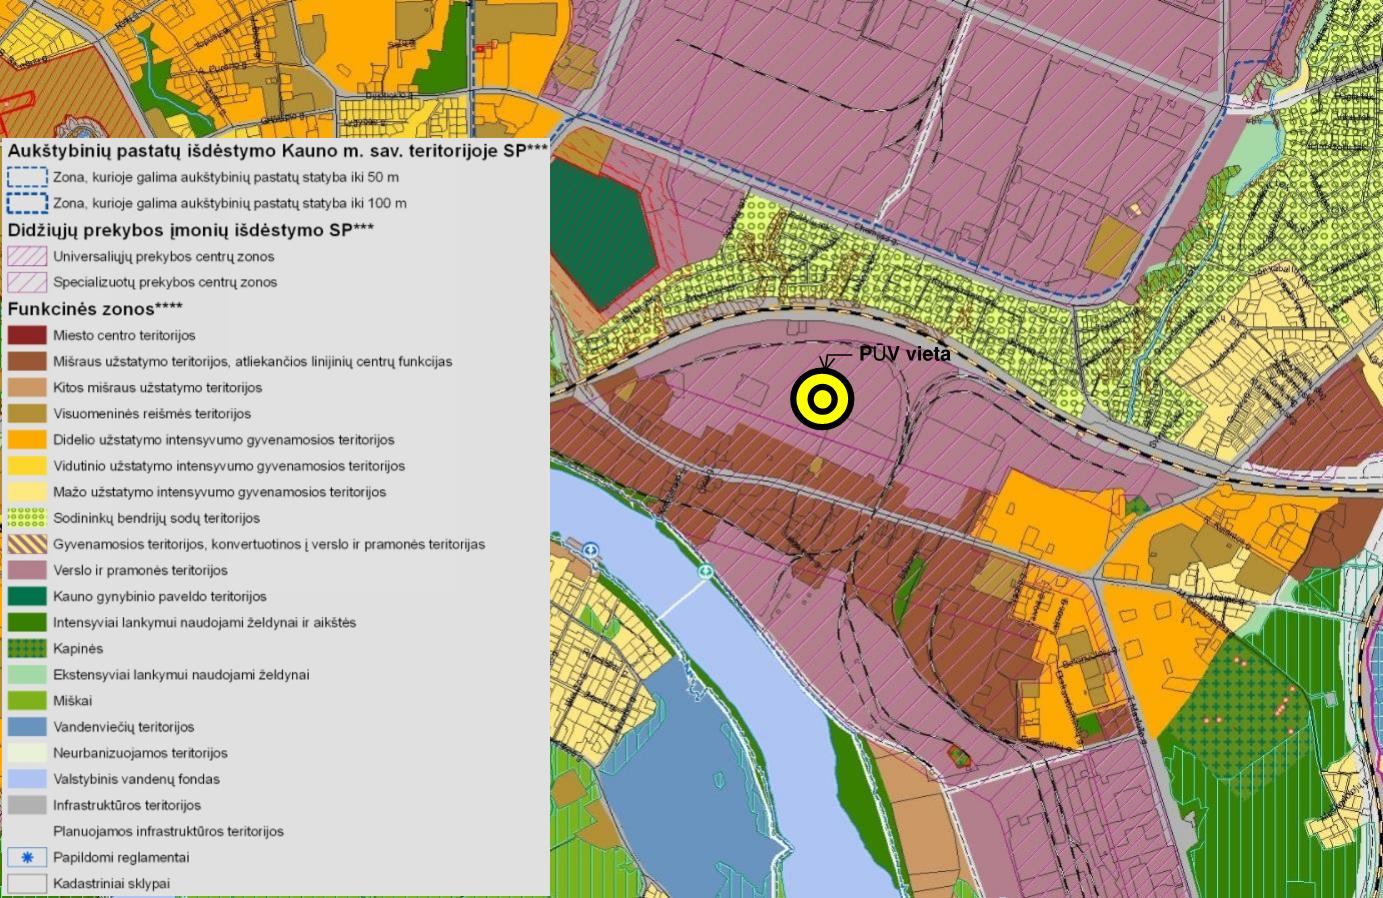 Aukštybinių pastatų išdėstymo Kauno m. sav. teritorijoje SP***
Zona, kurioje galima aukštybinių pastatų statyba iki 50 m
Zona, kurioje galima aukštybinių pastatų statyba iki 100 m
Didžiųjų prekybos įmonių išdėstymo SP***
Universaliųjų prekybos centrų zonos
Specializuotų prekybos centrų zonos
Funkcinės zonos****
Miesto centro teritorijos
Mišraus užstatymo teritorijos, atliekančios linijinių centrų funkcijas
Kitos mišraus užstatymo teritorijos
Visuomeninės reišmės teritorijos
Didelio užstatymo intensyvumo gyvenamosios teritorijos
Vidutinio užstatymo intensyvumo gyvenamosios teritorijos
Mažo užstatymo intensyvumo gyvenamosios teritorijos
Sodininkų bendrijų sodų teritorijos
Gyvenamosios teritorijos, konvertuotinos į verslo ir pramonės teritorijas
Verslo ir pramonės teritorijos
Kauno gynybinio paveldo teritorijos
Intensyviai lankymui naudojami želdynai ir aikštės
Kapinės
Ekstensyviai lankymui naudojami želdynai
Miškai
Vandenviečių teritorijos
Neurbanizuojamos teritorijos
Valstybinis vandenų fondas
Infrastruktūros teritorijos
Planuojamos infrastruktūros teritorijos
Papildomi reglamentai
Kadastriniai sklypai
PŪV vieta